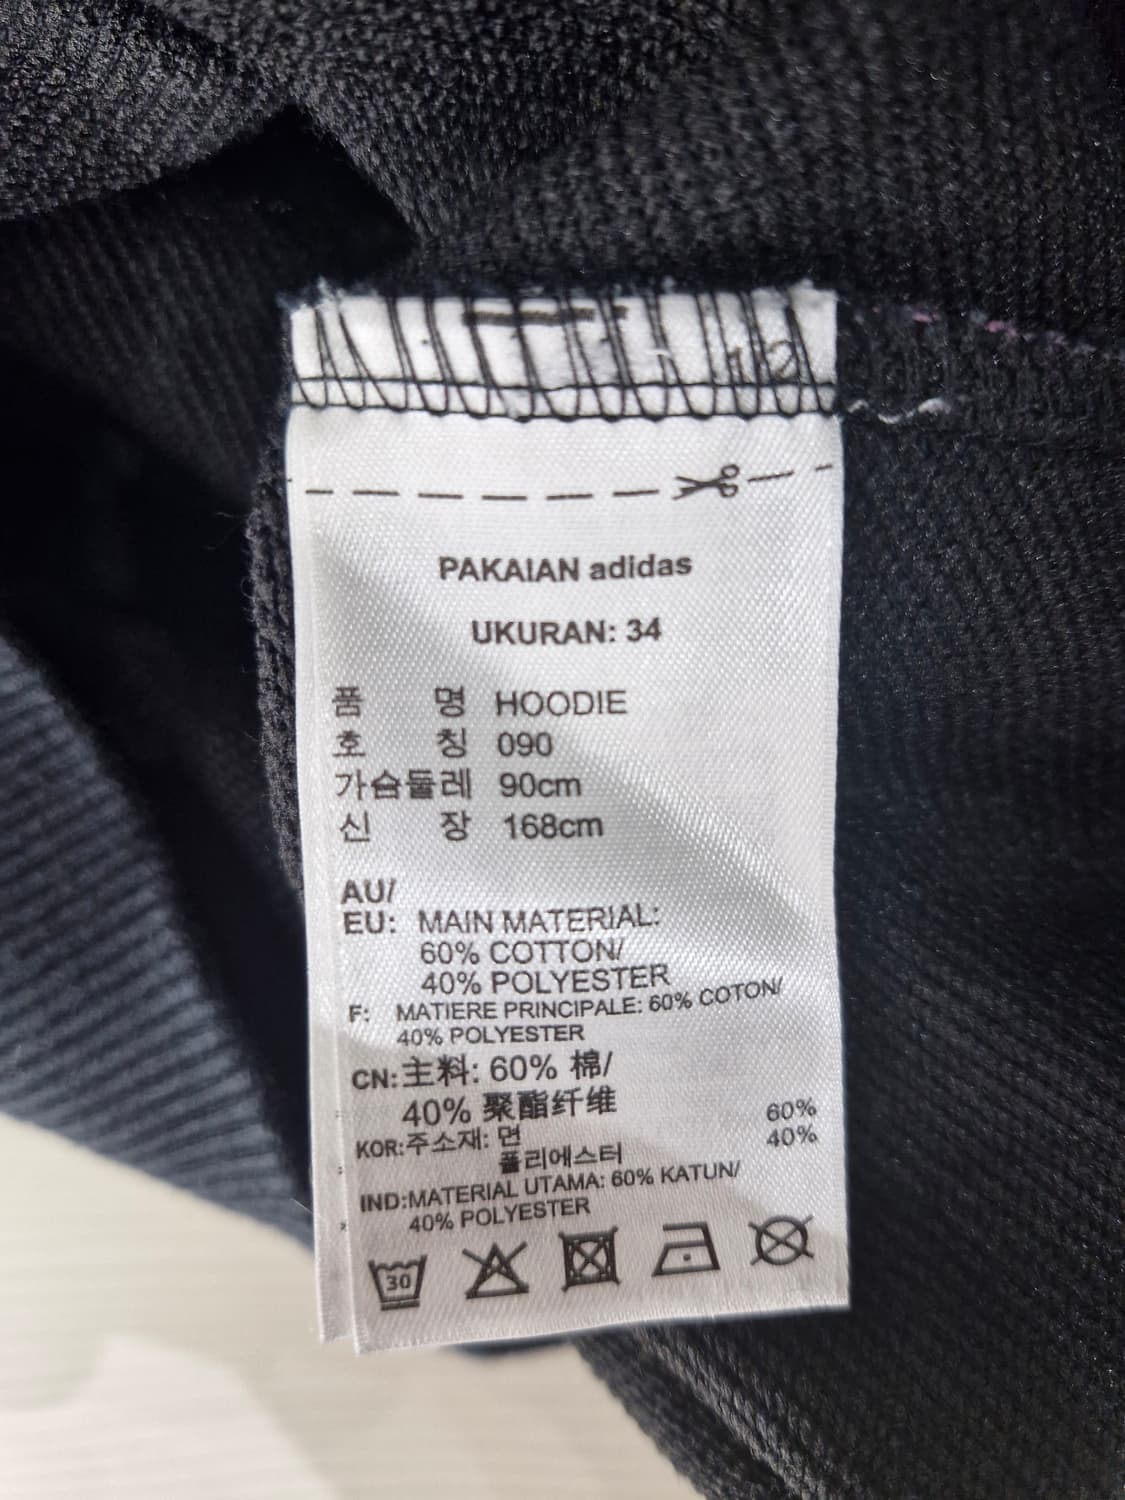 12
PAKAIAN adidas
UKURAN: 34
품 명 HOODIE
호 칭 090
가슴둘레 90cm
신 장 168cm
AU/
EU: MAIN MATERIAL:
60% COTTON/
40% POLYESTER
F: MATIERE PRINCIPALE: 60% COTON/
40% POLYESTER
CN:主料: 60% 棉/
40% 聚酯纤维
KOR:주소재: 면 60%
폴리에스터 40%
IND:MATERIAL UTAMA: 60% KATUN/
40% POLYESTER
30